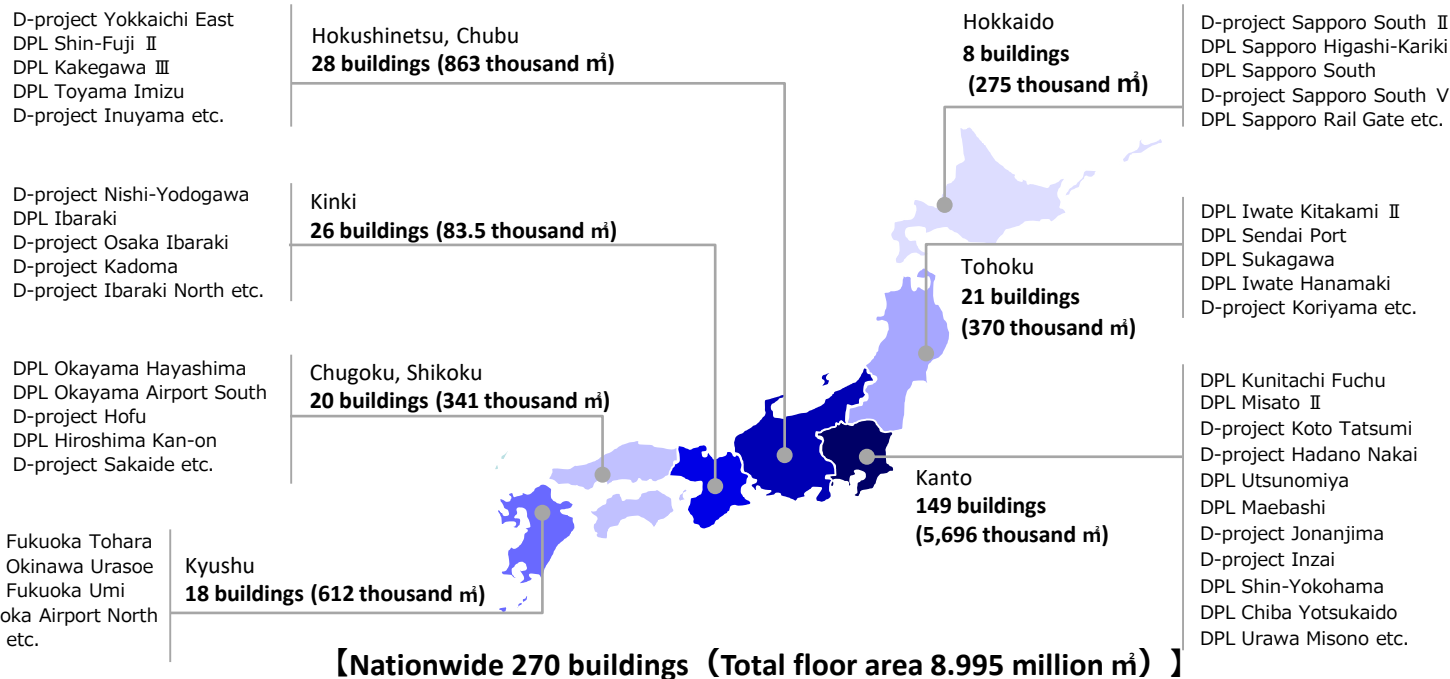 D-project Yokkaichi East
DPL Shin-Fuji Ⅱ
DPL Kakegawa Ⅲ
DPL Toyama Imizu
D-project Inuyama etc.
Hokushinetsu, Chubu
28 buildings (863 thousand ㎡)
Hokkaido
8 buildings
(275 thousand ㎡)
D-project Sapporo South Ⅱ
DPL Sapporo Higashi-Kariki
DPL Sapporo South
D-project Sapporo South Ⅴ
DPL Sapporo Rail Gate etc.
D-project Nishi-Yodogawa
DPL Ibaraki
D-project Osaka Ibaraki
D-project Kadoma
D-project Ibaraki North etc.
Kinki
26 buildings (83.5 thousand ㎡)
Tohoku
21 buildings
(370 thousand ㎡)
DPL Iwate Kitakami Ⅱ
DPL Sendai Port
DPL Sukagawa
DPL Iwate Hanamaki
D-project Koriyama etc.
DPL Okayama Hayashima
DPL Okayama Airport South
D-project Hofu
DPL Hiroshima Kan-on
D-project Sakaide etc.
Chugoku, Shikoku
20 buildings (341 thousand ㎡)
Kanto
149 buildings
(5,696 thousand ㎡)
DPL Kunitachi Fuchu
DPL Misato Ⅱ
D-project Koto Tatsumi
D-project Hadano Nakai
DPL Utsunomiya
DPL Maebashi
D-project Jonanjima
D-project Inzai
DPL Shin-Yokohama
DPL Chiba Yotsukaido
DPL Urawa Misono etc.
Fukuoka Tohara
Okinawa Urasoe
Fukuoka Umi
oka Airport North
etc.
Kyushu
18 buildings (612 thousand ㎡)
【Nationwide 270 buildings（Total floor area 8.995 million ㎡）】